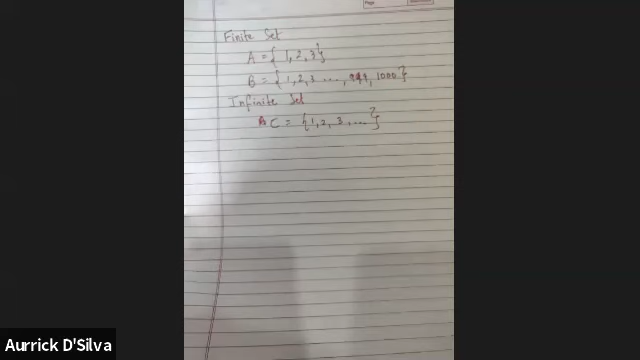 Finite Set
A = { 1, 2, 3 }
B = { 1, 2, 3 ...., 999, 1000 }
Infinite Set
C = { 1, 2, 3, .... }
Aurrick D'Silva